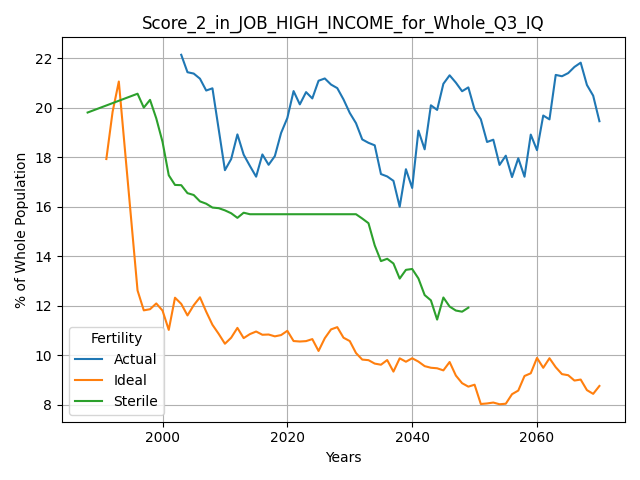 Score_2_in_JOB_HIGH_INCOME_for_Whole_Q3_IQ
% of Whole Population
22
20
18
16
14
12
10
8
Fertility
Actual
Ideal
Sterile
2000
2020
2040
2060
Years